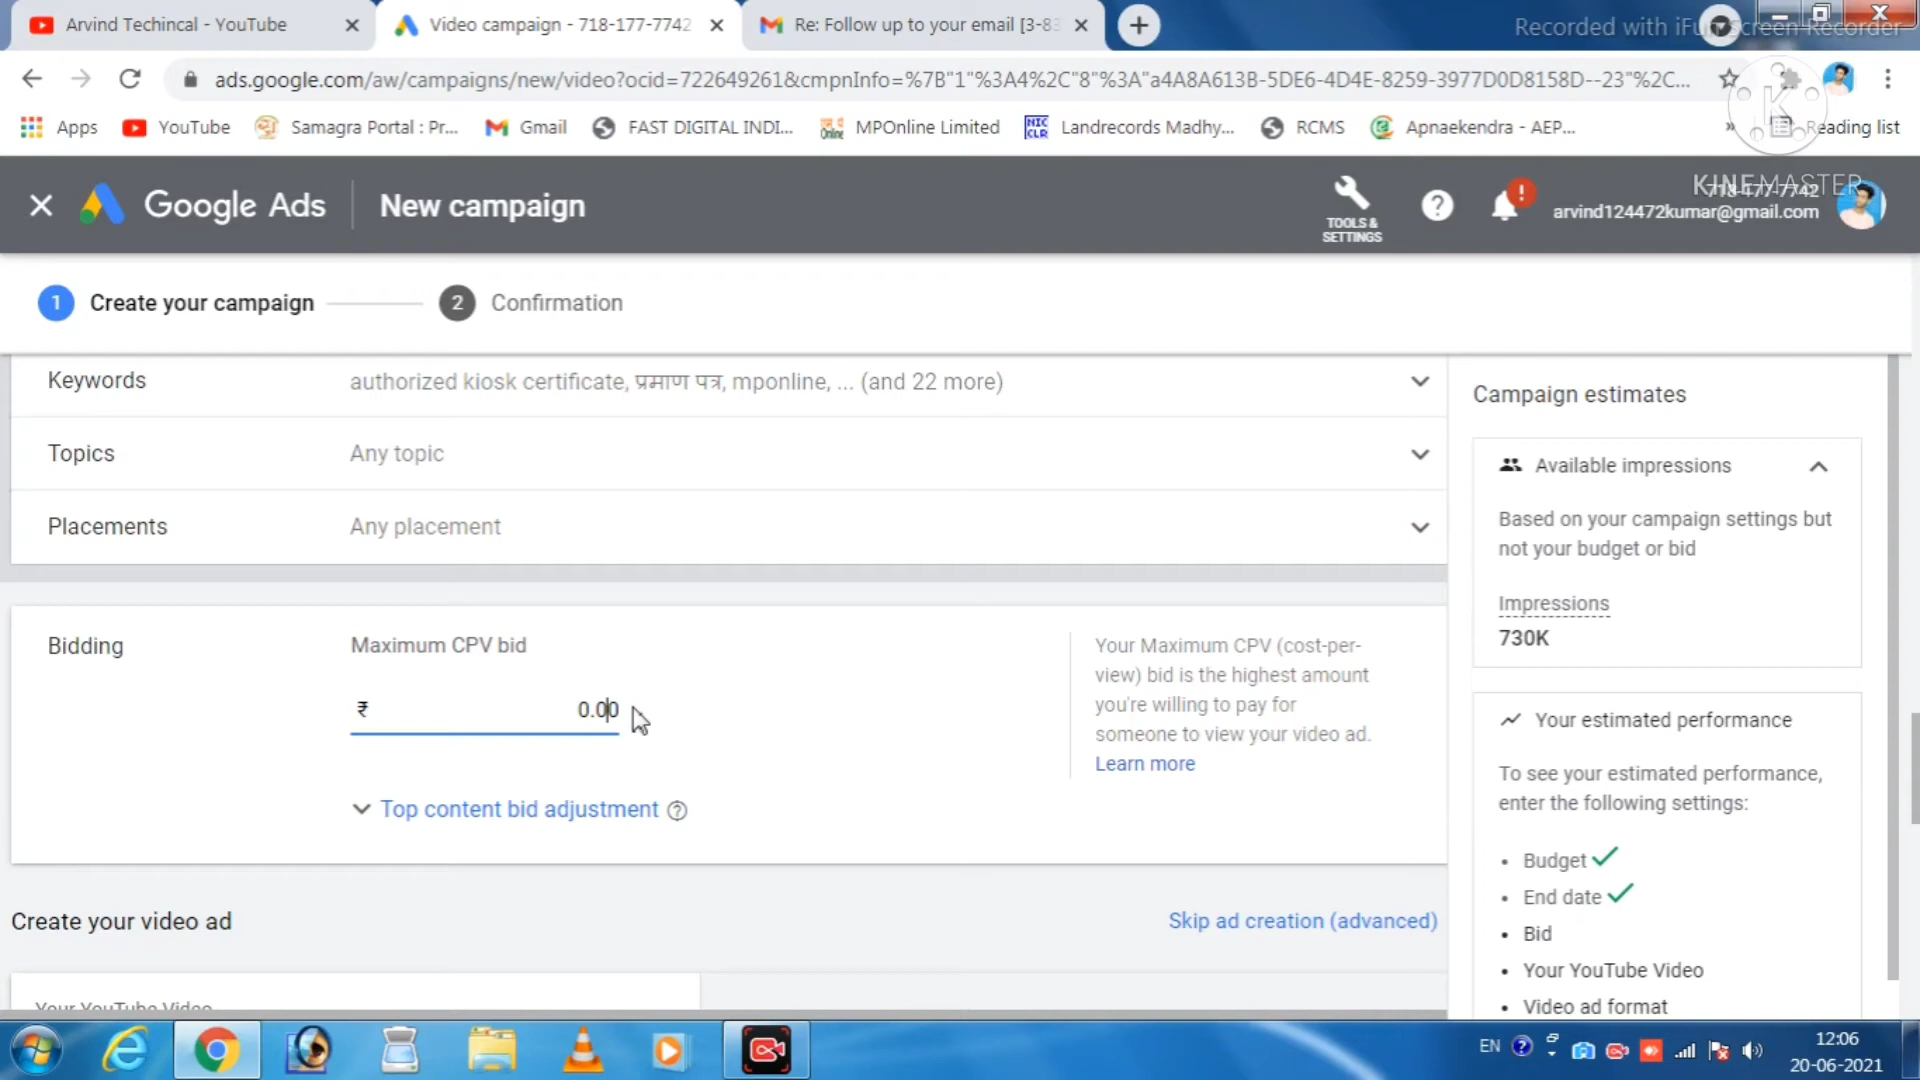 Arvind Techincal - YouTube
Video campaign - 718-177-7742
Re: Follow up to your email [3-83
Recorded with iFun Screen Recorder
ads.google.com/aw/campaigns/new/video?ocid=722649261&cmpnInfo=%7B"1"%3A4%2C"8"%3A"a4A8A613B-5DE6-4D4E-8259-3977D0D8158D--23"%2C...
Apps
YouTube
Samagra Portal : Pr...
Gmail
FAST DIGITAL INDI...
MPOnline Limited
Landrecords Madhy...
RCMS
Apnaekendra - AEP...
»
Reading list
Google Ads
New campaign
TOOLS &
SETTINGS
KINEMASTER
718-177-7742
arvind124472kumar@gmail.com
1 Create your campaign
2 Confirmation
Keywords
authorized kiosk certificate, प्रमाण पत्र, mponline, ... (and 22 more)
Topics
Any topic
Placements
Any placement
Bidding
Maximum CPV bid
₹ 0.00
Top content bid adjustment
Your Maximum CPV (cost-per-
view) bid is the highest amount
you're willing to pay for
someone to view your video ad.
Learn more
Create your video ad
Skip ad creation (advanced)
Your YouTube Video
Campaign estimates
Available impressions
Based on your campaign settings but
not your budget or bid
Impressions
730K
Your estimated performance
To see your estimated performance,
enter the following settings:
• Budget
• End date
• Bid
• Your YouTube Video
• Video ad format
EN
12:06
20-06-2021